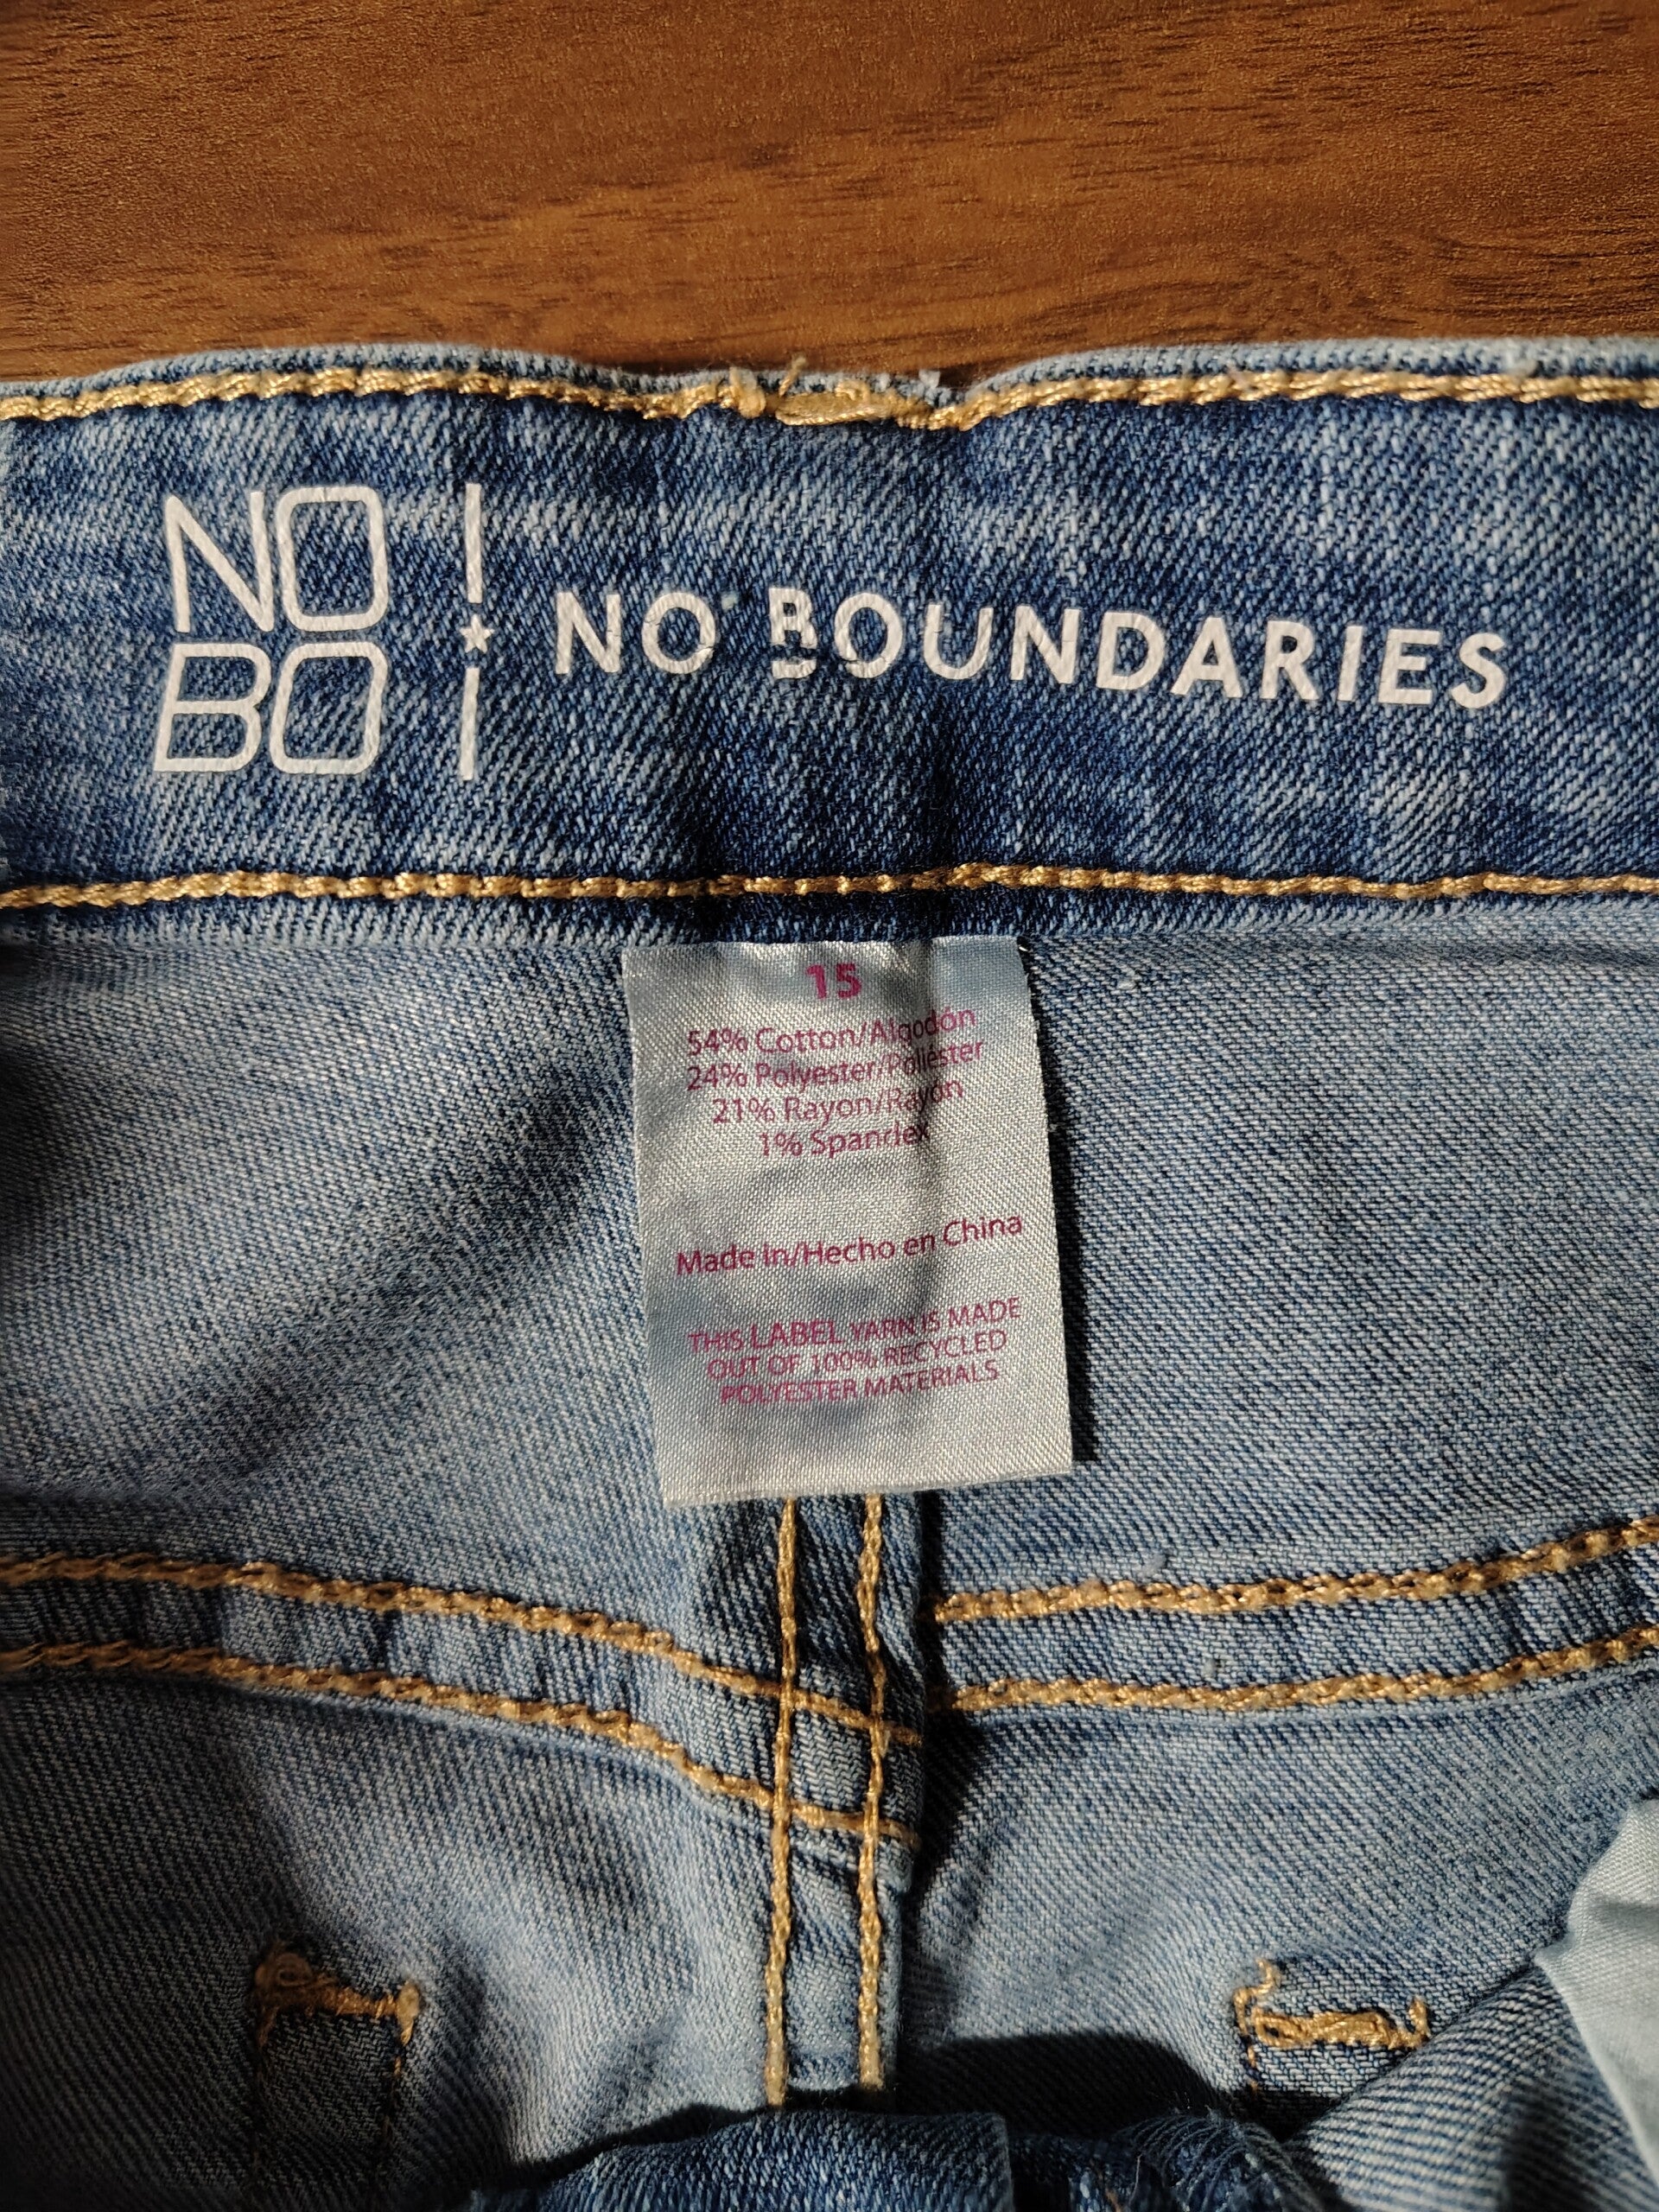 NO
BO
NO BOUNDARIES
15
54% Cotton/Algodón
24% Polyester/Poliéster
21% Rayon/Rayón
1% Spandex
Made in/Hecho en China
THIS LABEL YARN IS MADE
OUT OF 100% RECYCLED
POLYESTER MATERIALS